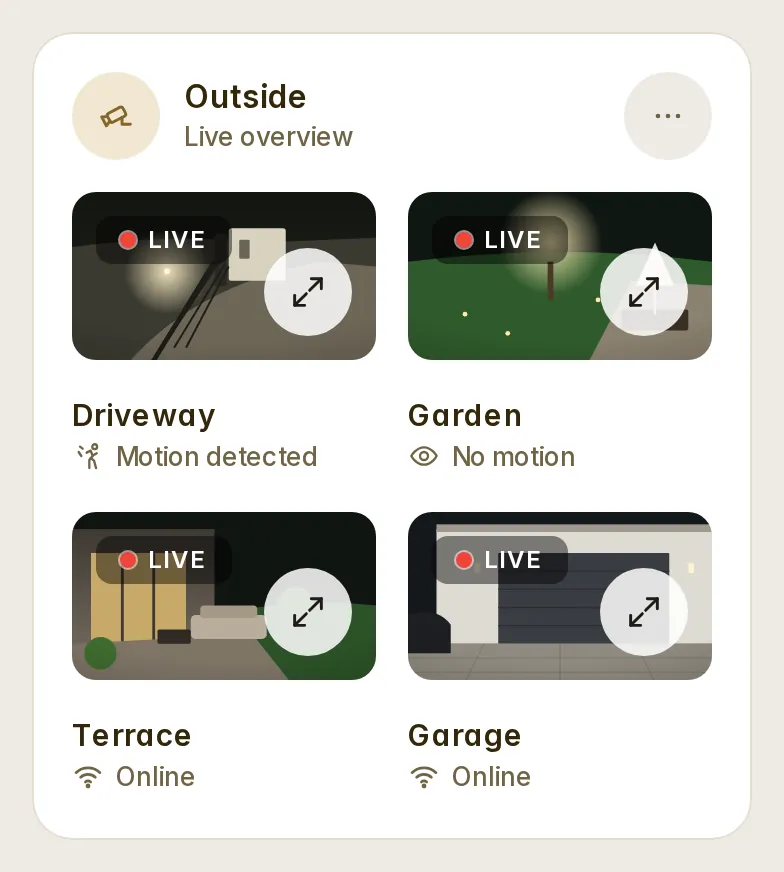 Outside
Live overview
LIVE
LIVE
Driveway
Garden
Motion detected
No motion
LIVE
LIVE
Terrace
Garage
Online
Online